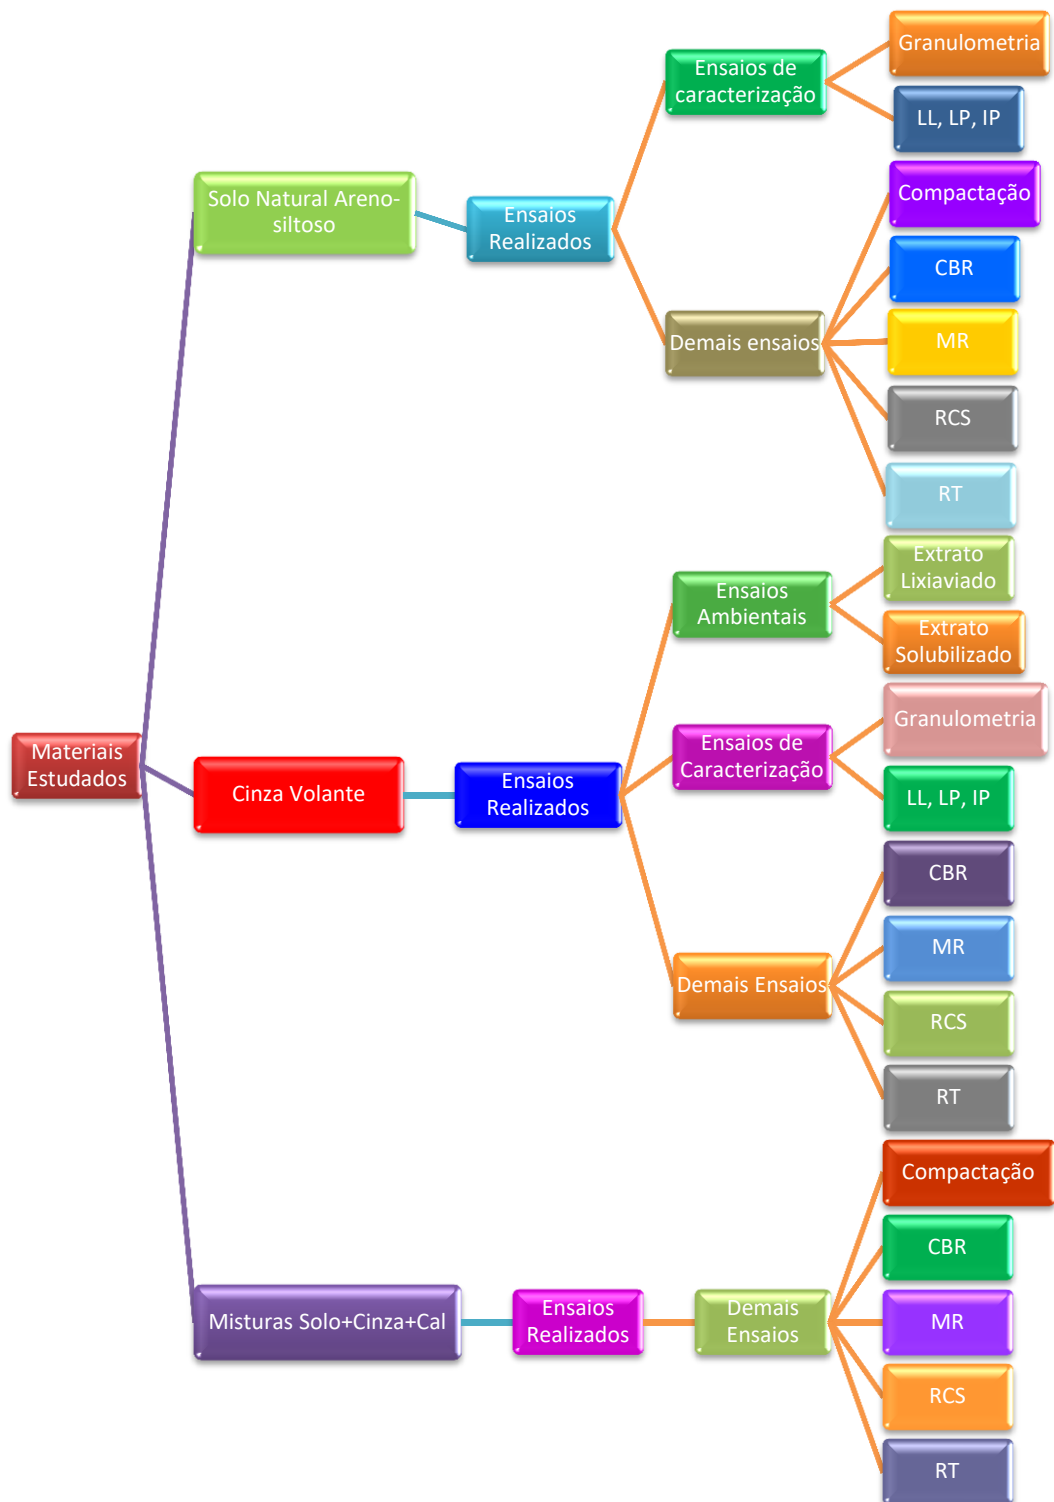 Materiais
Estudados
Solo Natural Areno-
siltoso
Ensaios
Realizados
Ensaios de
caracterização
Granulometria
LL, LP, IP
Demais ensaios
Compactação
CBR
MR
RCS
RT
Cinza Volante
Ensaios
Realizados
Ensaios
Ambientais
Extrato
Lixiaviado
Extrato
Solubilizado
Ensaios de
Caracterização
Granulometria
LL, LP, IP
Demais Ensaios
CBR
MR
RCS
RT
Misturas Solo+Cinza+Cal
Ensaios
Realizados
Demais
Ensaios
Compactação
CBR
MR
RCS
RT